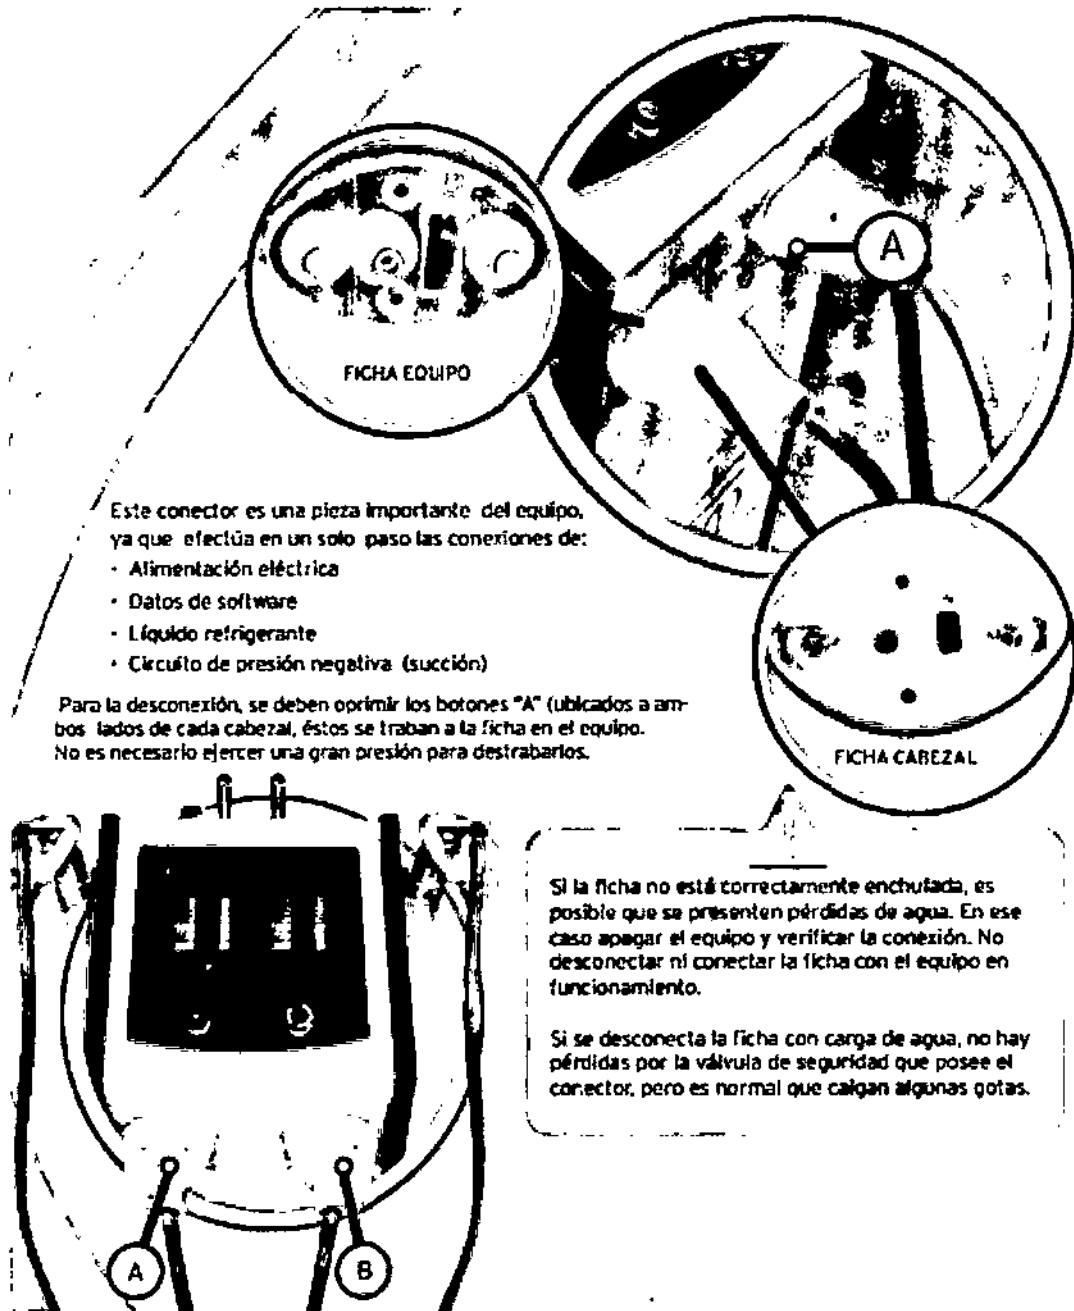 A
FICHA EQUIPO
Este conector es una pieza importante del equipo,
ya que efectúa en un solo paso las conexiones de:
· Alimentación eléctrica
· Datos de software
· Líquido refrigerante
· Circuito de presión negativa (succión)
Para la desconexión, se deben oprimir los botones "A" (ubicados a am-
bos lados de cada cabezal, éstos se traban a la ficha en el equipo.
No es necesario ejercer una gran presión para destrabarlos.
FICHA CABEZAL
Si la ficha no está correctamente enchufada, es
posible que se presenten pérdidas de agua. En ese
caso apagar el equipo y verificar la conexión. No
desconectar ni conectar la ficha con el equipo en
funcionamiento.
Si se desconecta la ficha con carga de agua, no hay
pérdidas por la válvula de seguridad que posee el
conector, pero es normal que caigan algunas gotas.
A
B